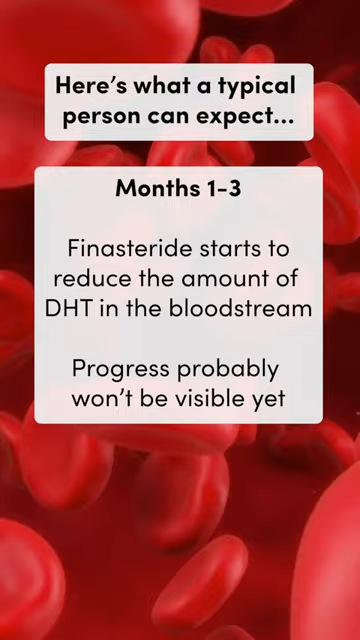 Here’s what a typical
person can expect...
Months 1-3
Finasteride starts to
reduce the amount of
DHT in the bloodstream
Progress probably
won’t be visible yet